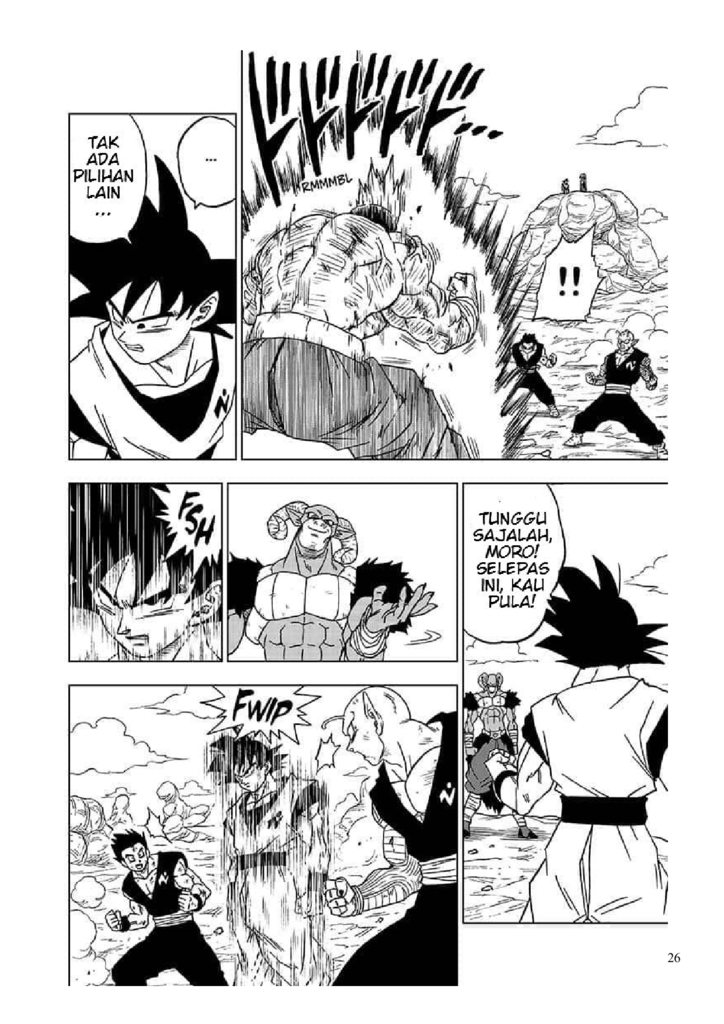 ドドドドド...
RMMMMBL
!!
...
TAK
ADA
PILIHAN
LAIN
...
TUNGGU
SAJALAH,
MORO!
SELEPAS
INI, KAU
PULA!
FSH
FWIP
26